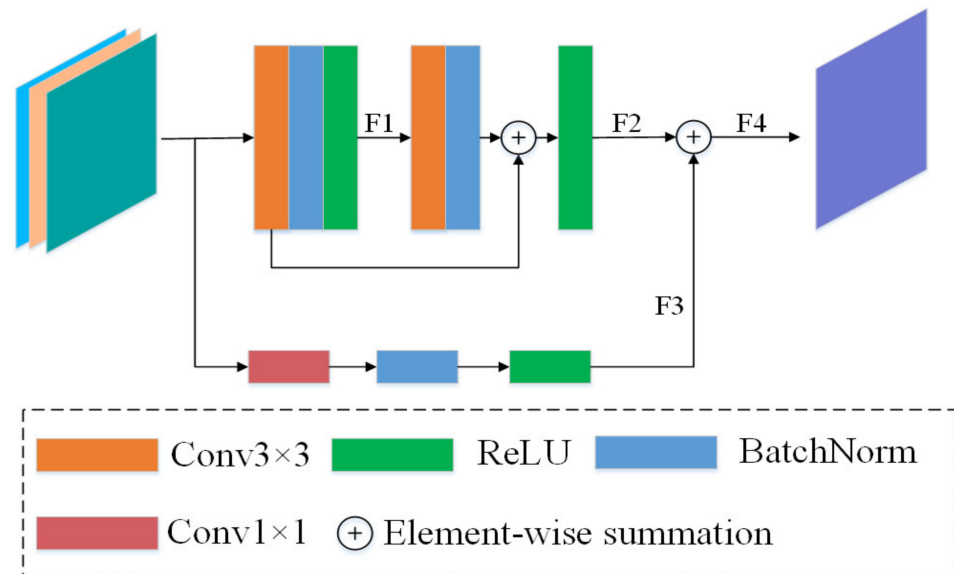 F1
F2
F4
F3
Conv3×3
ReLU
BatchNorm
Conv1×1
Element-wise summation